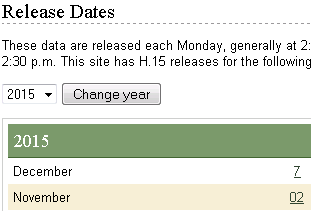 Release Dates
These data are released each Monday, generally at 2:
2:30 p.m. This site has H.15 releases for the following
2015 Change year
2015
December 7
November 02